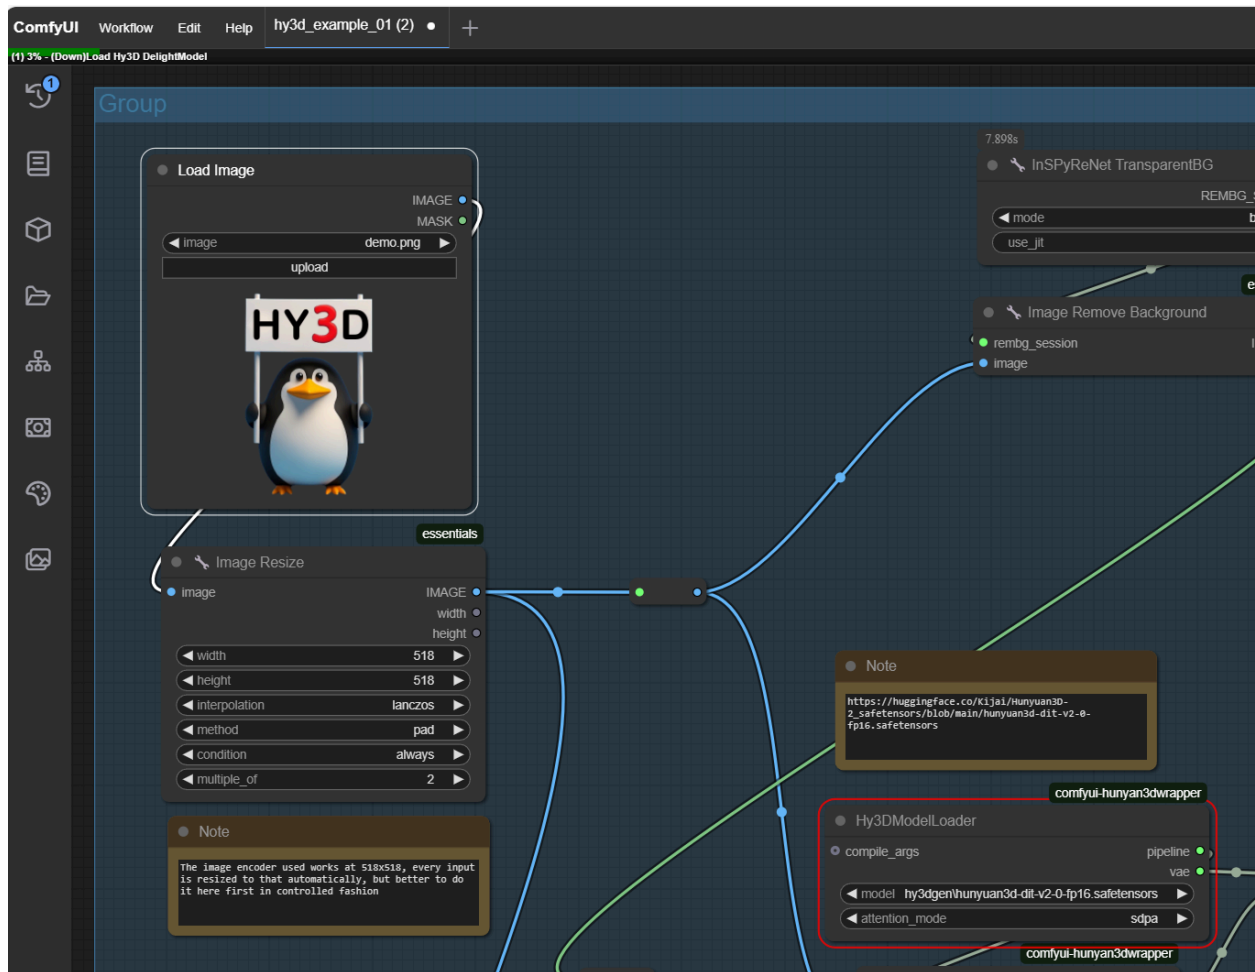 ComfyUI Workflow Edit Help hy3d_example_01 (2)
(1) 3% - (Down)Load Hy3D DelightModel
1
Group
Load Image
IMAGE
MASK
image demo.png
upload
HY3D
7.898s
InSPyReNet TransparentBG
REMBG_S
mode
use_jit
Image Remove Background
rembg_session
image
essentials
Image Resize
image IMAGE
width
height
width 518
height 518
interpolation lanczos
method pad
condition always
multiple_of 2
Note
The image encoder used works at 518x518, every input
is resized to that automatically, but better to do
it here first in controlled fashion
Note
https://huggingface.co/Kijai/Hunyuan3D-
2_safetensors/blob/main/hunyuan3d-dit-v2-0-
fp16.safetensors
comfyui-hunyan3dwrapper
Hy3DModelLoader
compile_args pipeline
vae
model hy3dgen\hunyuan3d-dit-v2-0-fp16.safetensors
attention_mode sdpa
comfyui-hunyan3dwrapper